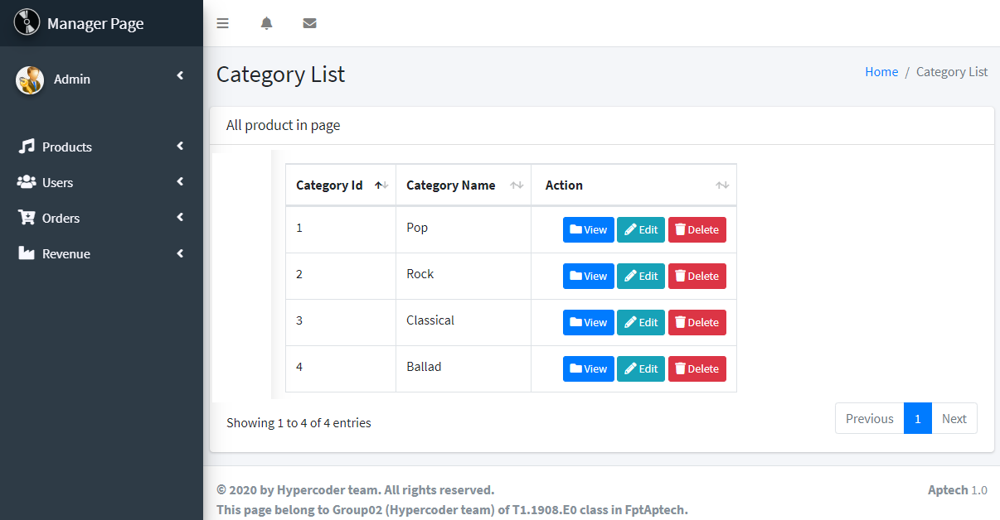 Manager Page
Admin
Products
Users
Orders
Revenue
Category List
Home / Category List
All product in page
Category Id Category Name Action
1 Pop View Edit Delete
2 Rock View Edit Delete
3 Classical View Edit Delete
4 Ballad View Edit Delete
Showing 1 to 4 of 4 entries
Previous 1 Next
© 2020 by Hypercoder team. All rights reserved.
Aptech 1.0
This page belong to Group02 (Hypercoder team) of T1.1908.E0 class in FptAptech.